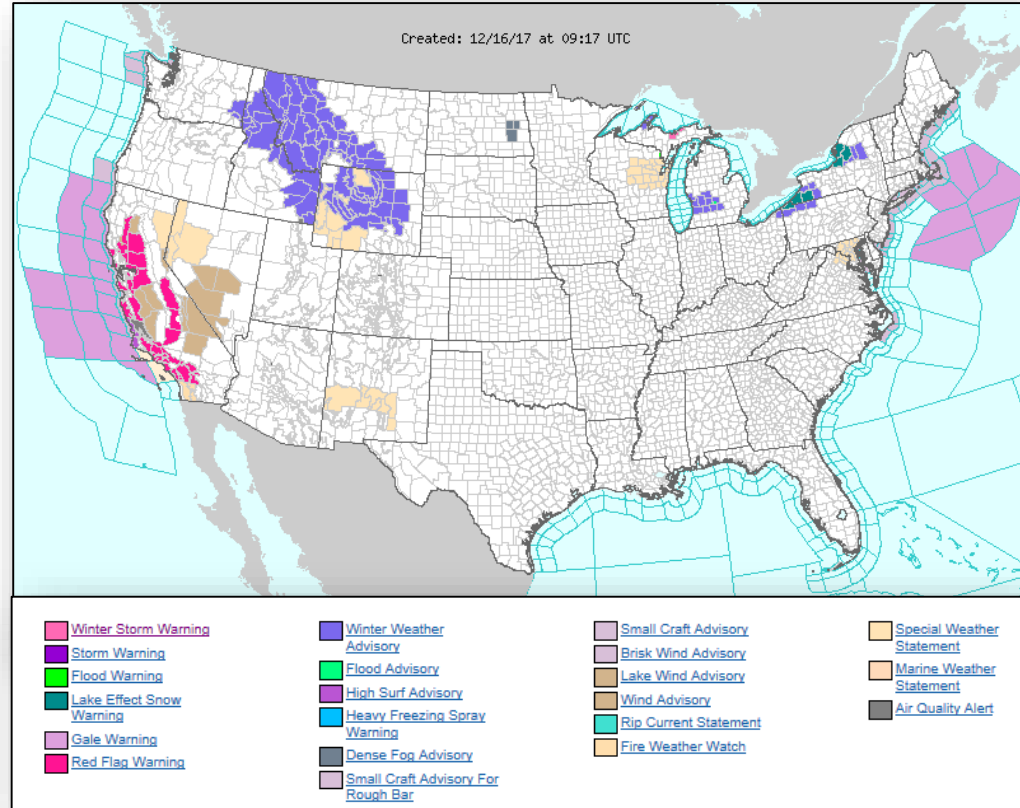 Created: 12/16/17 at 09:17 UTC
Winter Storm Warning
Storm Warning
Flood Warning
Lake Effect Snow
Warning
Gale Warning
Red Flag Warning
Winter Weather
Advisory
Flood Advisory
High Surf Advisory
Heavy Freezing Spray
Warning
Dense Fog Advisory
Small Craft Advisory For
Rough Bar
Small Craft Advisory
Brisk Wind Advisory
Lake Wind Advisory
Wind Advisory
Rip Current Statement
Fire Weather Watch
Special Weather
Statement
Marine Weather
Statement
Air Quality Alert